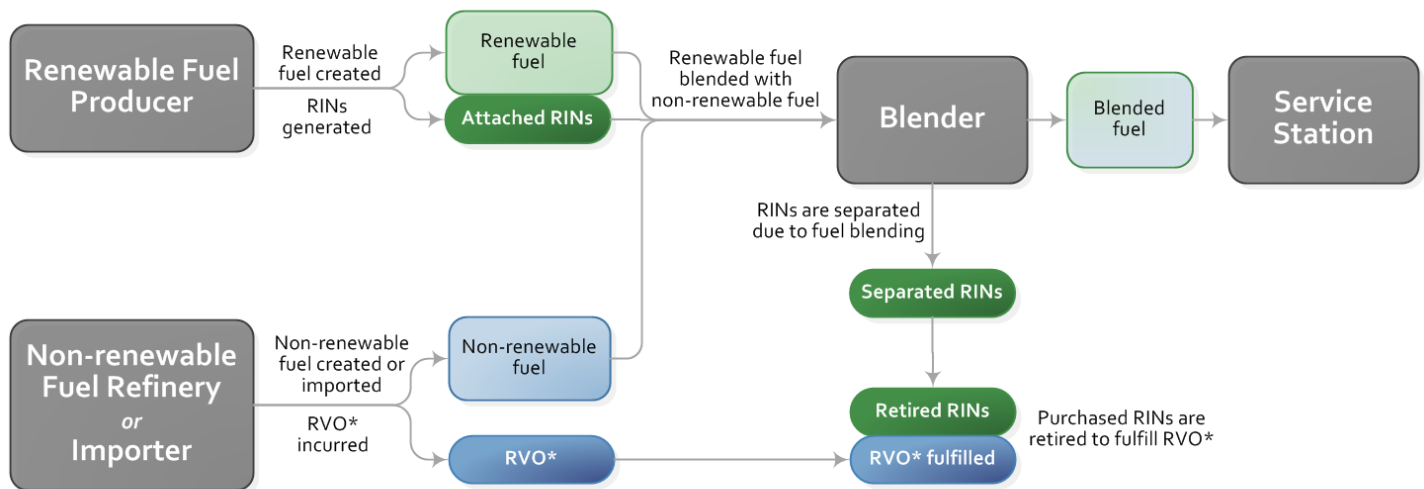 Renewable Fuel
Producer
Renewable
fuel created
RINs
generated
Renewable
fuel
Attached RINs
Renewable fuel
blended with
non-renewable fuel
Blender
Blended
fuel
Service
Station
RINs are separated
due to fuel blending
Separated RINs
Non-renewable
Fuel Refinery
or
Importer
Non-renewable
fuel created or
imported
RVO*
incurred
Non-renewable
fuel
RVO*
Retired RINs
RVO* fulfilled
Purchased RINs are
retired to fulfill RVO*